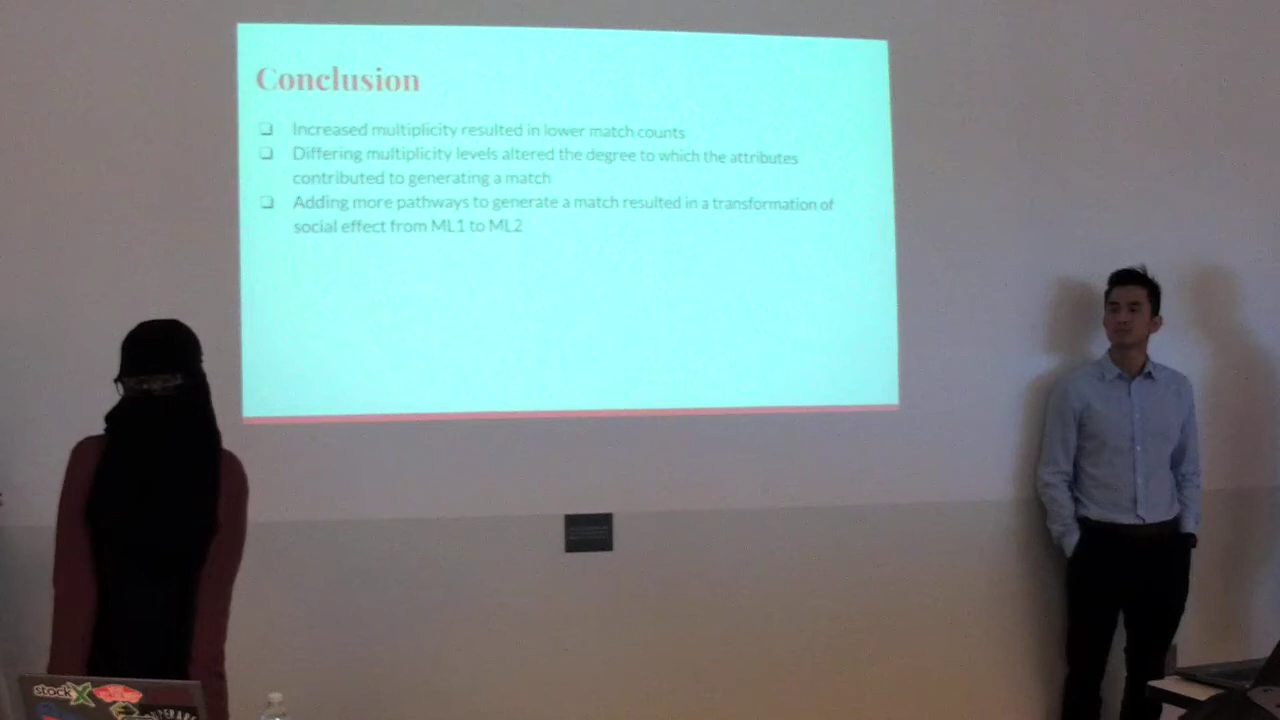 Conclusion
Increased multiplicity resulted in lower match counts
Differing multiplicity levels altered the degree to which the attributes
contributed to generating a match
Adding more pathways to generate a match resulted in a transformation of
social effect from ML1 to ML2
stockX